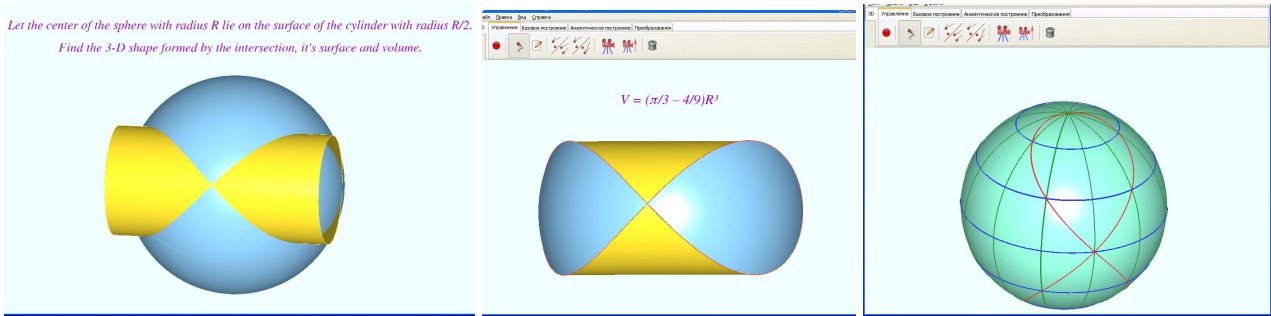 Let the center of the sphere with radius R lie on the surface of the cylinder with radius R/2.
Find the 3-D shape formed by the intersection, it's surface and volume.
Правка Вид Справка
Управление Базовое построение Аналитическое построение Преобразования
V = (π/3 – 4/9)R³
3D Управление Базовое построение Аналитическое построение Преобразования